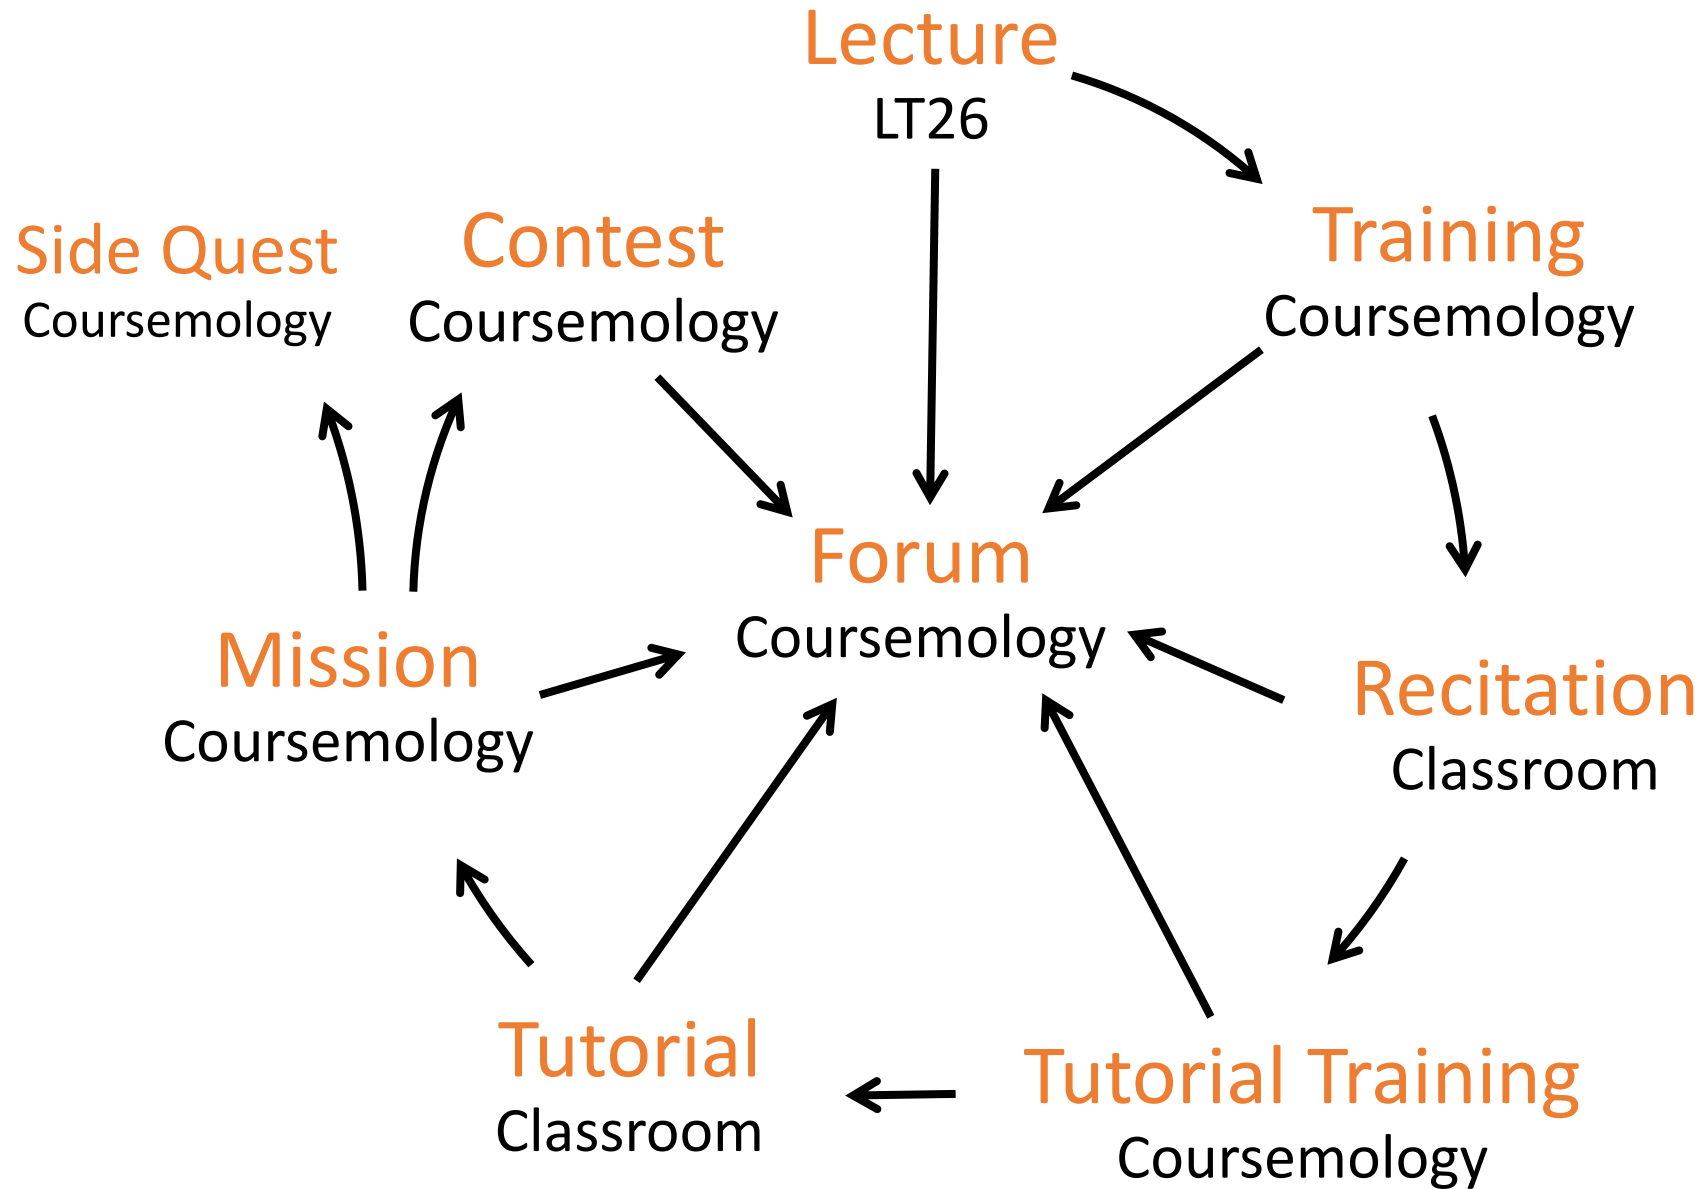 Lecture
LT26
Training
Coursemology
Side Quest
Coursemology
Contest
Coursemology
Forum
Coursemology
Mission
Coursemology
Recitation
Classroom
Tutorial
Classroom
Tutorial Training
Coursemology